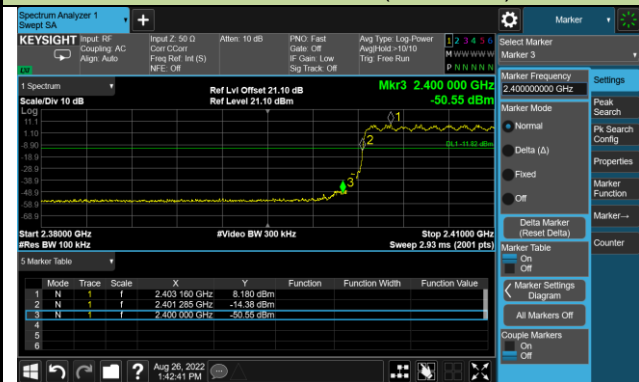 Spectrum Analyzer 1
Swept SA
+
Marker
KEYSIGHT
Input: RF
Coupling: AC
Align: Auto
Input Z: 50 Ω
Corr CCorr
Freq Ref: Int (S)
NFE: Off
Atten: 10 dB
PNO: Fast
Gate: Off
IF Gain: Low
Sig Track: Off
Avg Type: Log-Power
Avg|Hold >10/10
Trig: Free Run
1 2 3 4 5 6
M W W W W W
P N N N N N
Select Marker
Marker 3
1 Spectrum
Scale/Div 10 dB
Log
Ref Lvl Offset 21.10 dB
Ref Level 21.10 dBm
Mkr3 2.400 000 GHz
-50.55 dBm
11.1
1.10
-8.90
-18.9
-28.9
-38.9
-48.9
-58.9
-68.9
1
2
3
DL1 -11.82 dBm
Start 2.38000 GHz
#Res BW 100 kHz
#Video BW 300 kHz
Stop 2.41000 GHz
Sweep 2.93 ms (2001 pts)
5 Marker Table
Mode Trace Scale X Y Function Function Width Function Value
1 N 1 f 2.403 160 GHz 8.180 dBm
2 N 1 f 2.401 285 GHz -14.38 dBm
3 N 1 f 2.400 000 GHz -50.55 dBm
4
5
6
Marker Frequency
2.400000000 GHz
Marker Mode
Normal
Delta (Δ)
Fixed
Off
Delta Marker
(Reset Delta)
Marker Table
On
Off
Marker Settings
Diagram
All Markers Off
Couple Markers
On
Off
Settings
Peak
Search
Pk Search
Config
Properties
Marker
Function
Marker→
Counter
?
Aug 26, 2022
1:42:41 PM